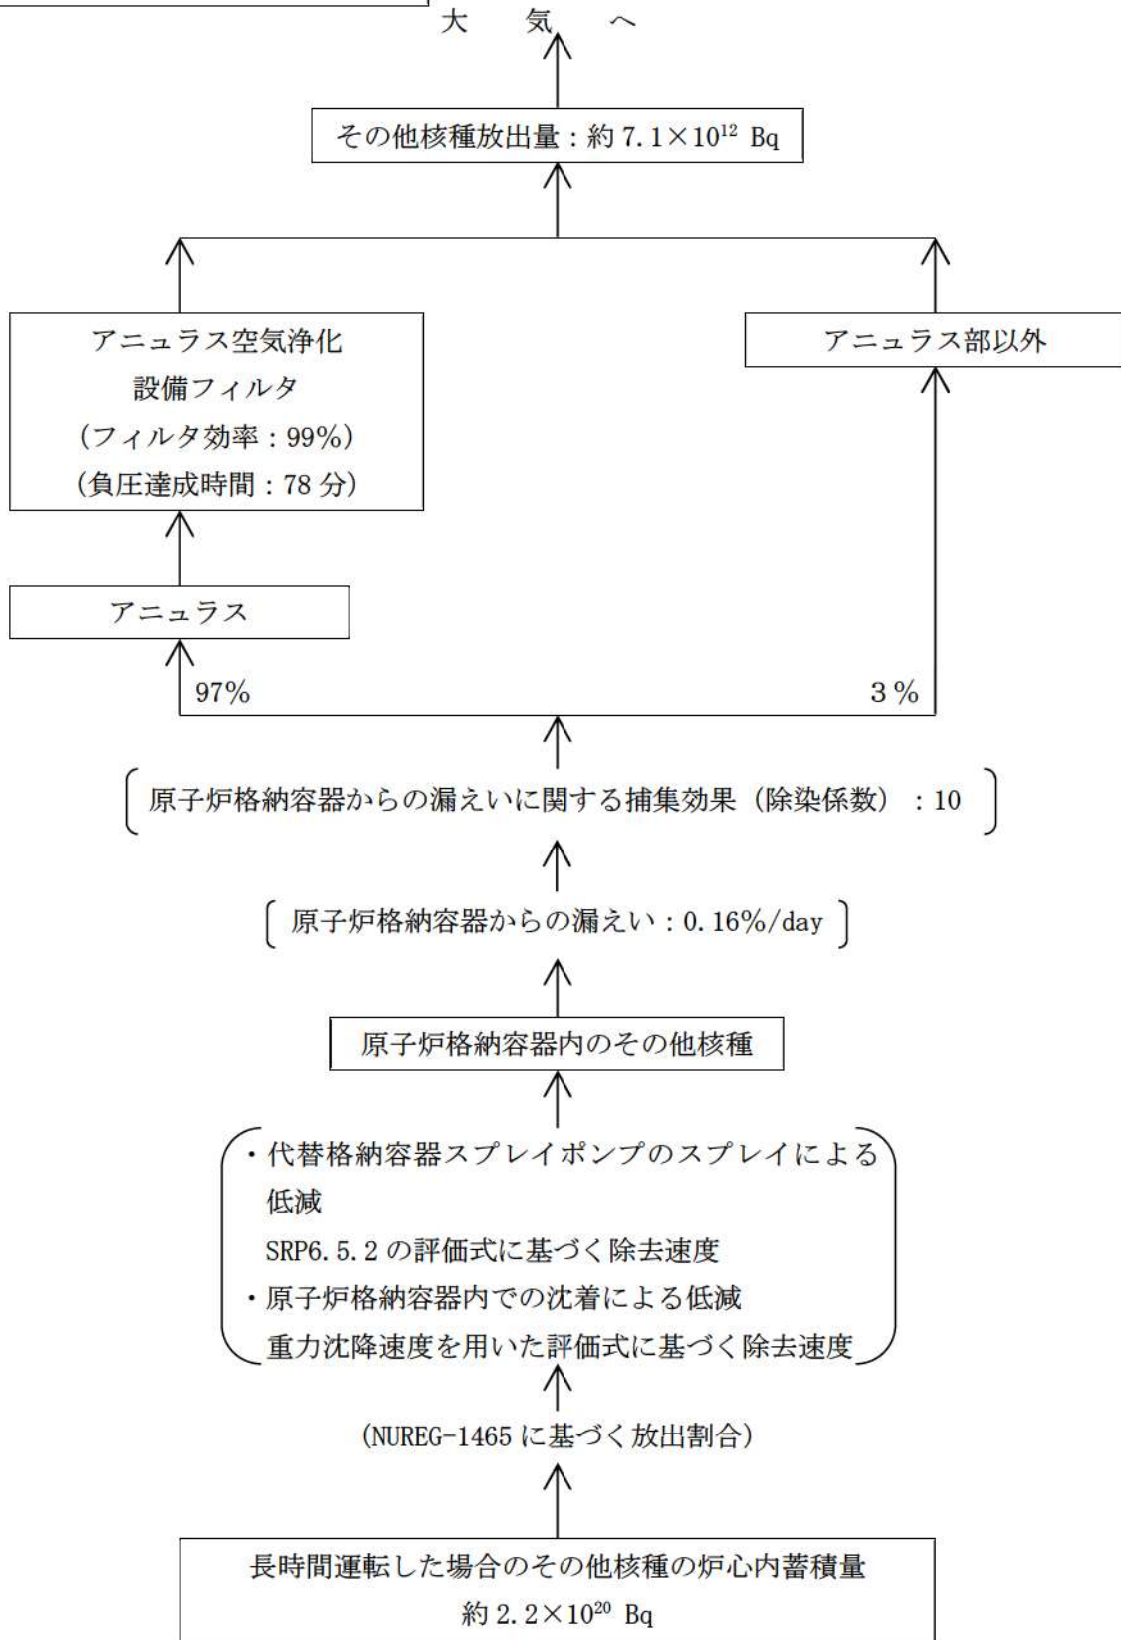 大 気 へ
その他核種放出量：約 7.1×10¹² Bq
アニュラス空気浄化
設備フィルタ
(フィルタ効率：99%)
(負圧達成時間：78 分)
アニュラス部以外
アニュラス
97%
３%
原子炉格納容器からの漏えいに関する捕集効果（除染係数）：10
原子炉格納容器からの漏えい：0.16%/day
原子炉格納容器内のその他核種
・代替格納容器スプレイポンプのスプレイによる
低減
SRP6.5.2 の評価式に基づく除去速度
・原子炉格納容器内での沈着による低減
重力沈降速度を用いた評価式に基づく除去速度
(NUREG-1465 に基づく放出割合)
長時間運転した場合のその他核種の炉心内蓄積量
約 2.2×10²⁰ Bq